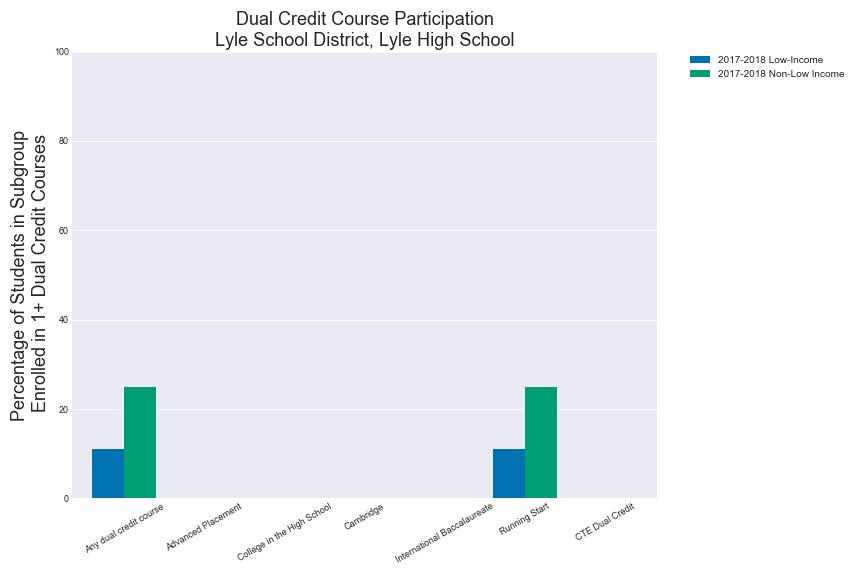 Dual Credit Course Participation
Lyle School District, Lyle High School
2017-2018 Low-Income
2017-2018 Non-Low Income
Percentage of Students in Subgroup
Enrolled in 1+ Dual Credit Courses
100
80
60
40
20
0
Any dual credit course
Advanced Placement
College in the High School
Cambridge
International Baccalaureate
Running Start
CTE Dual Credit